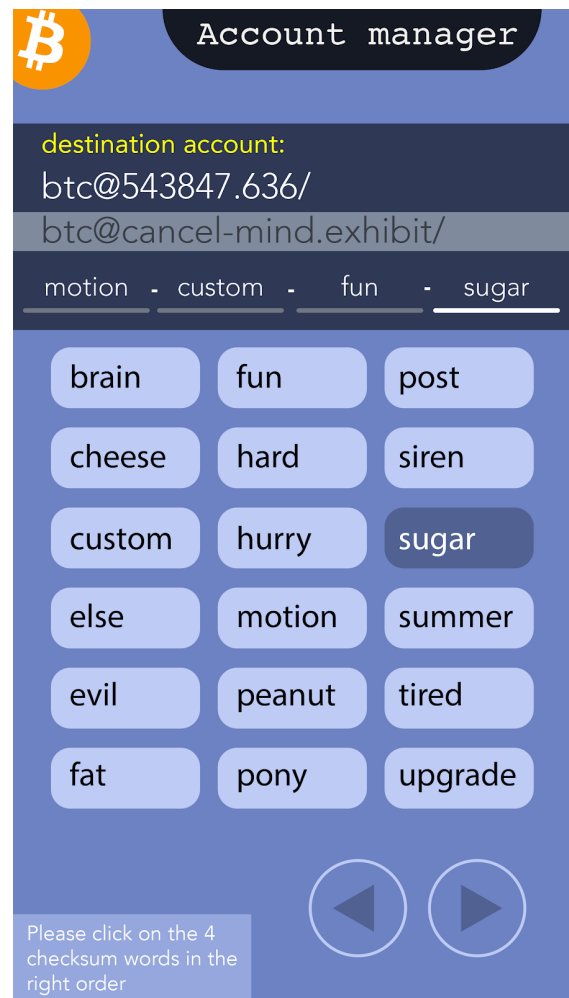 Account manager
destination account:
btc@543847.636/
btc@cancel-mind.exhibit/
motion - custom - fun - sugar
brain fun post
cheese hard siren
custom hurry sugar
else motion summer
evil peanut tired
fat pony upgrade
Please click on the 4
checksum words in the
right order